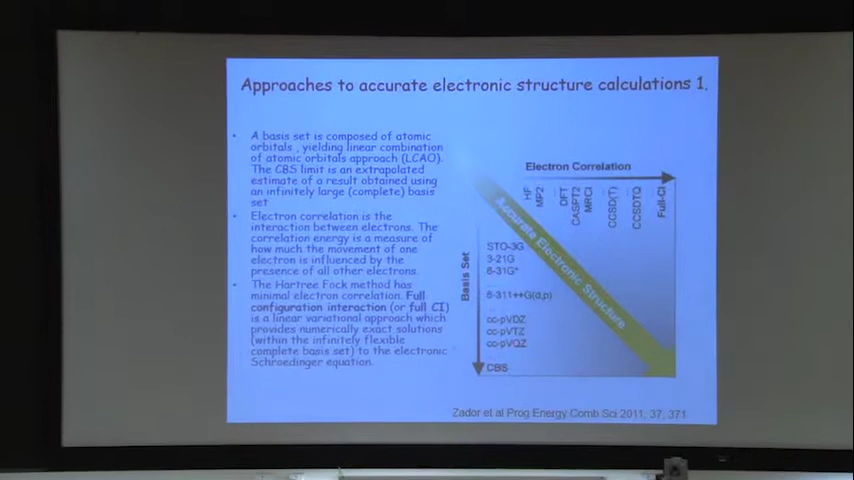 Approaches to accurate electronic structure calculations 1.
• A basis set is composed of atomic
orbitals , yielding linear combination
of atomic orbitals approach (LCAO).
The CBS limit is an extrapolated
estimate of a result obtained using
an infinitely large (complete) basis
set
• Electron correlation is the
interaction between electrons. The
correlation energy is a measure of
how much the movement of one
electron is influenced by the
presence of all other electrons.
• The Hartree Fock method has
minimal electron correlation. Full
configuration interaction (or full CI)
is a linear variational approach which
provides numerically exact solutions
(within the infinitely flexible
complete basis set) to the electronic
Schroedinger equation.
Electron Correlation
HF
MP2
DFT
CASPT2
MRCI
CCSD(T)
CCSDTQ
Full-CI
Accurate Electronic Structure
Basis Set
STO-3G
3-21G
6-31G*
6-311++G(d,p)
cc-pVDZ
cc-pVTZ
cc-pVQZ
CBS
Zador et al Prog Energy Comb Sci 2011, 37, 371